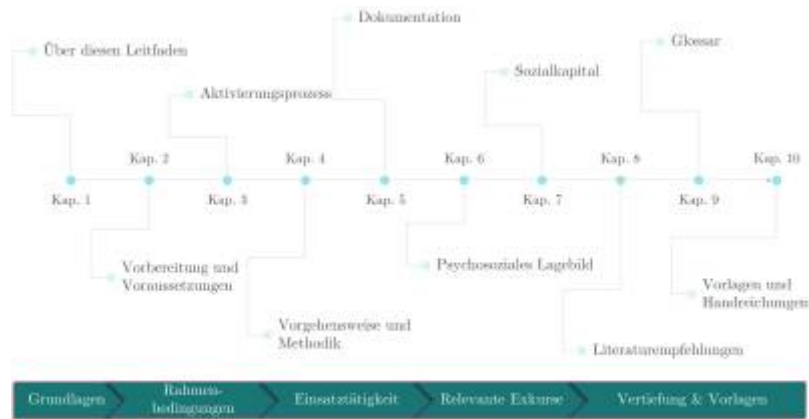 Dokumentation
Über diesen Leitfaden
Glossar
Sozialkapital
Aktivierungsprozess
Kap. 2
Kap. 4
Kap. 6
Kap. 8
Kap. 10
Kap. 1
Kap. 3
Kap. 5
Kap. 7
Kap. 9
Vorbereitung und
Voraussetzungen
Psychosoziales Lagebild
Vorlagen und
Handreichungen
Vorgehensweise und
Methodik
Literaturempfehlungen
Grundlagen
Rahmen-
bedingungen
Einsatztätigkeit
Relevante Exkurse
Vertiefung & Vorlagen